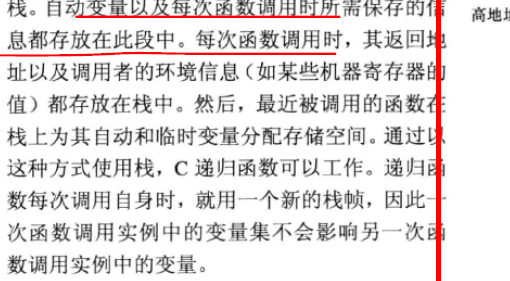 栈。自动变量以及每次函数调用时所需保存的信
息都存放在此段中。每次函数调用时，其返回地
址以及调用者的环境信息（如某些机器寄存器的
值）都存放在栈中。然后，最近被调用的函数在
栈上为其自动和临时变量分配存储空间。通过以
这种方式使用栈，C 递归函数可以工作。递归函
数每次调用自身时，就用一个新的栈帧，因此一
次函数调用实例中的变量集不会影响另一次函
数调用实例中的变量。
高地